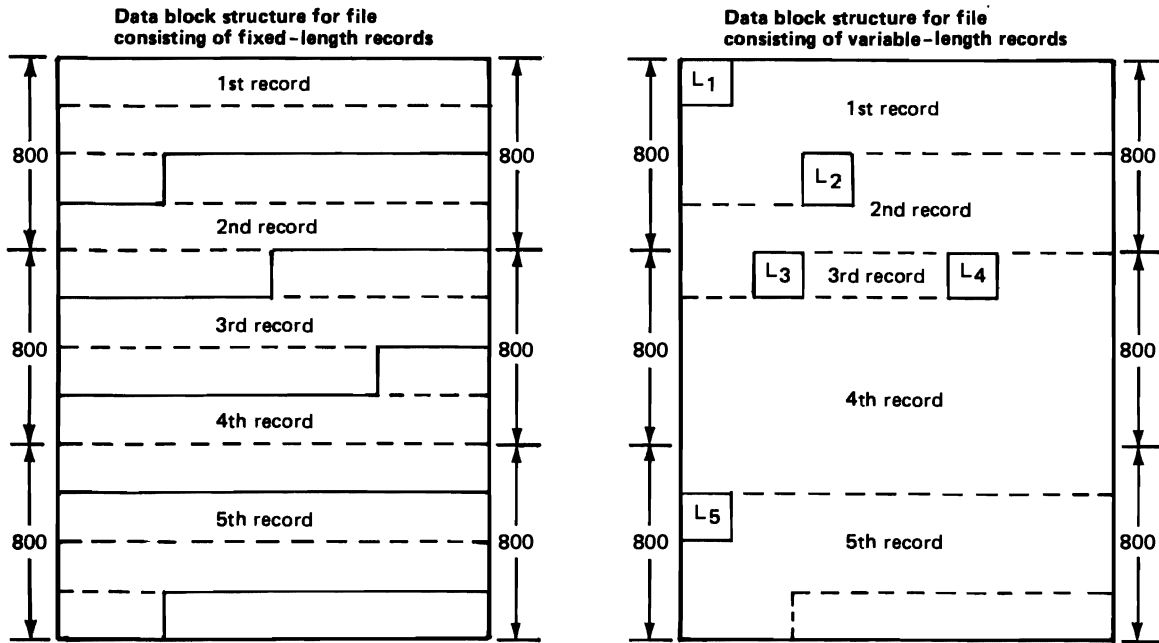 Data block structure for file
consisting of fixed-length records
1st record
800
800
2nd record
3rd record
800
800
4th record
5th record
800
800
Data block structure for file
consisting of variable-length records
L1
1st record
800
800
L2
2nd record
L3
3rd record
L4
800
800
4th record
L5
5th record
800
800